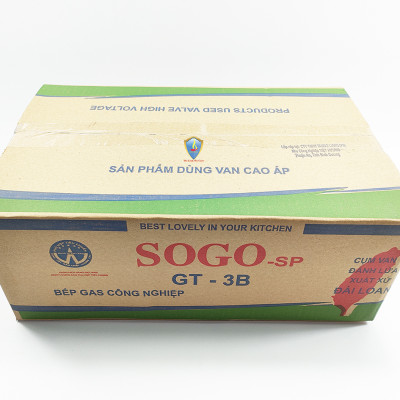 PRODUCTS USED VALVE HIGH VOLTAGE
SẢN PHẨM DÙNG VAN CAO ÁP
BEST LOVELY IN YOUR KITCHEN
SOGO-SP
GT - 3B
BẾP GAS CÔNG NGHIỆP
CỤM VAN
ĐÁNH LỬA
XUẤT XỨ
ĐÀI LOAN